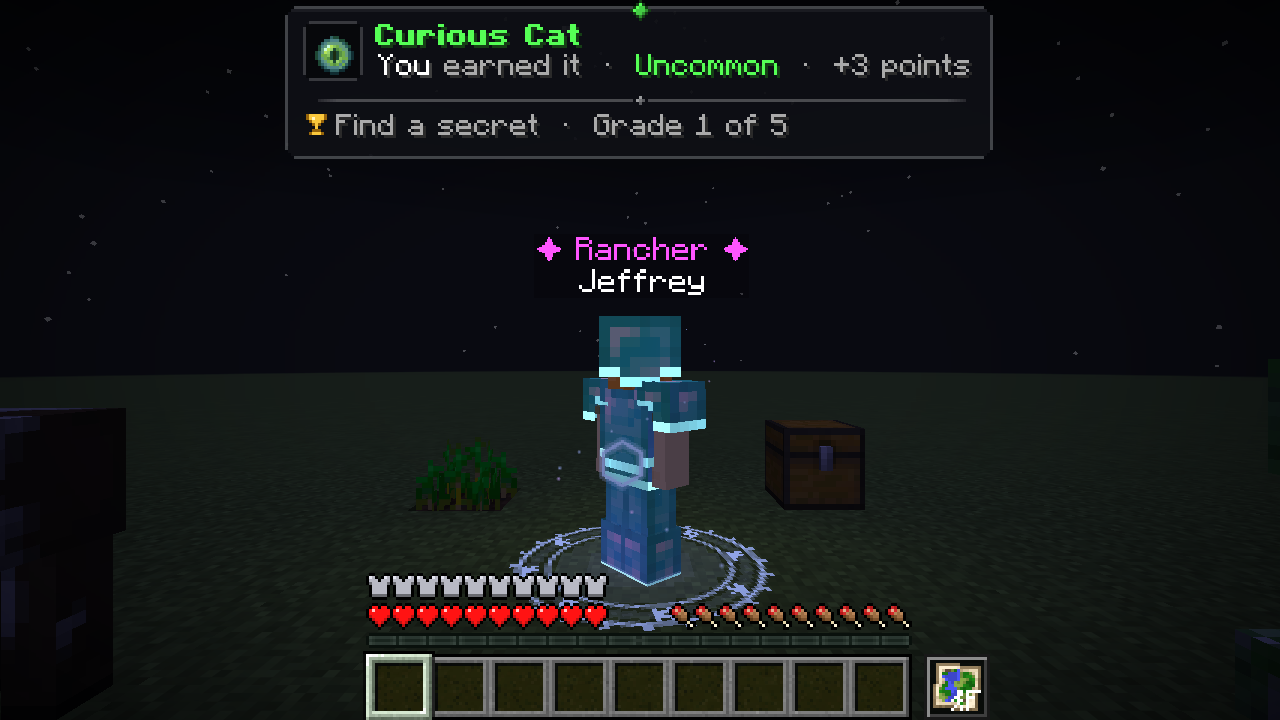 Curious Cat
You earned it · Uncommon · +3 points
Find a secret · Grade 1 of 5
Rancher
Jeffrey